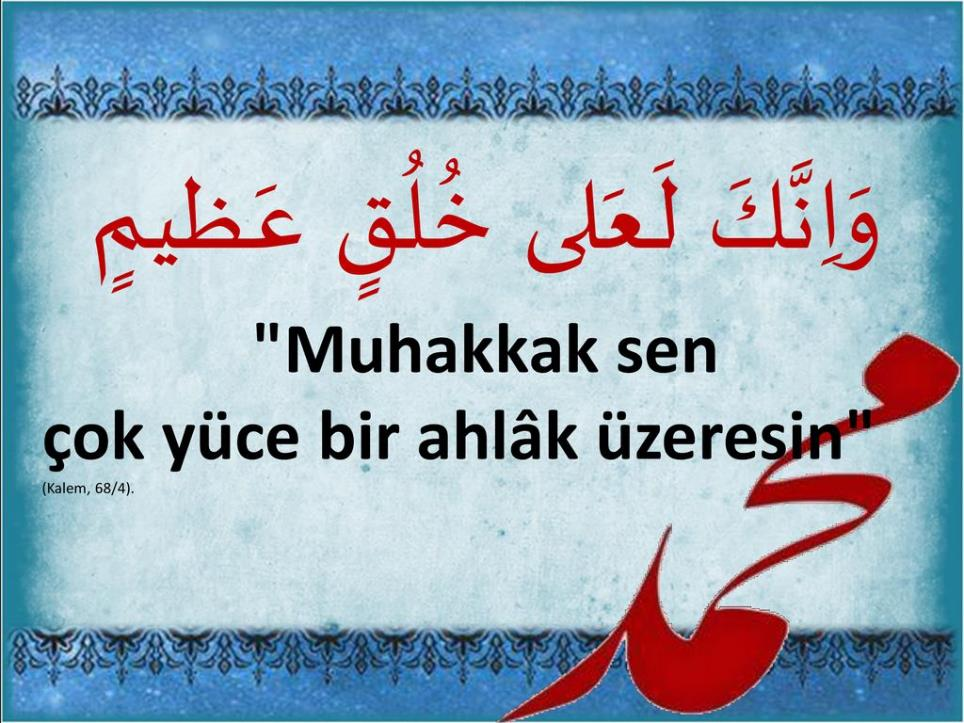 وَاِنَّكَ لَعَلى خُلُقٍ عَظيمٍ
"Muhakkak sen
çok yüce bir ahlâk üzeresin"
(Kalem, 68/4).
محمد